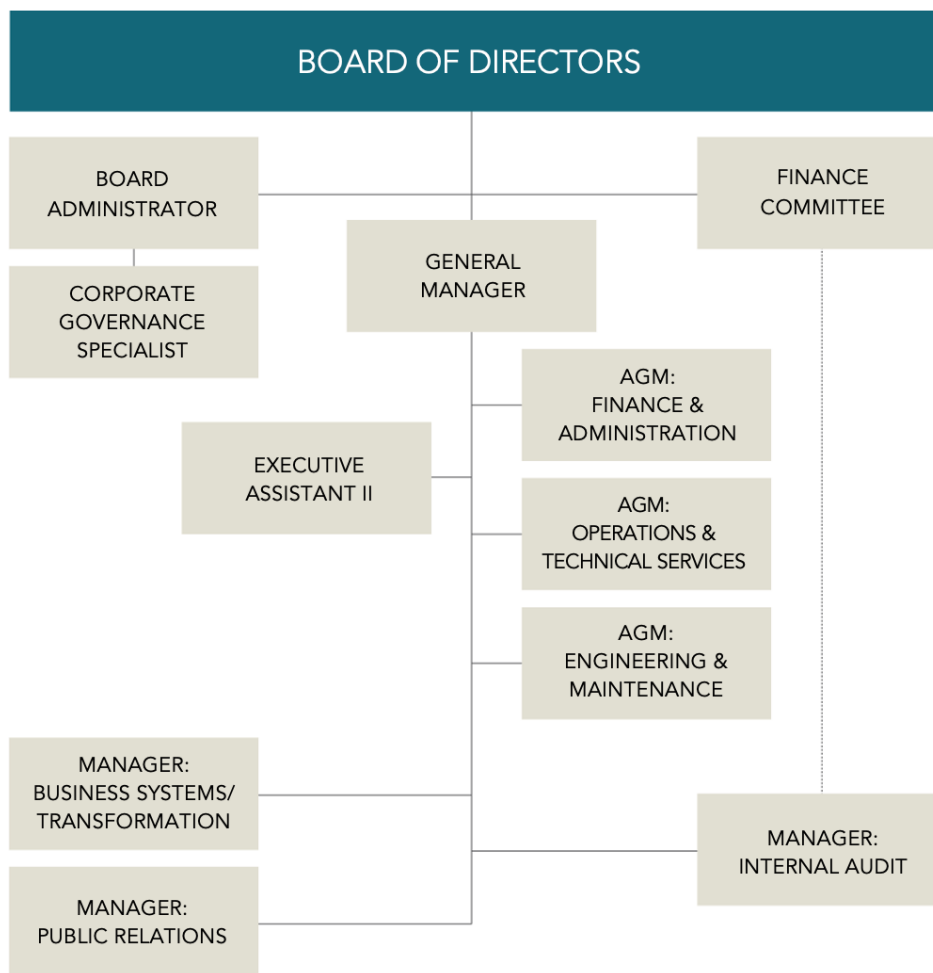 BOARD OF DIRECTORS
BOARD
ADMINISTRATOR
FINANCE
COMMITTEE
GENERAL
MANAGER
CORPORATE
GOVERNANCE
SPECIALIST
AGM:
FINANCE &
ADMINISTRATION
EXECUTIVE
ASSISTANT II
AGM:
OPERATIONS &
TECHNICAL SERVICES
AGM:
ENGINEERING &
MAINTENANCE
MANAGER:
BUSINESS SYSTEMS/
TRANSFORMATION
MANAGER:
INTERNAL AUDIT
MANAGER:
PUBLIC RELATIONS